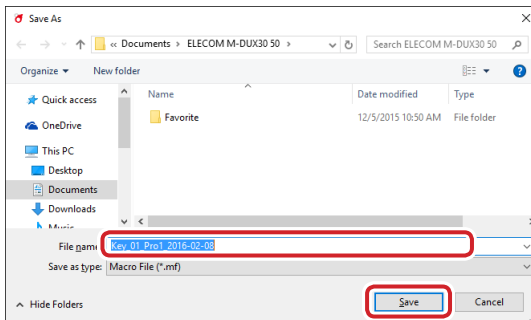 Save As
« Documents > ELECOM M-DUX30 50 >
Search ELECOM M-DUX30 50
Organize
New folder
Quick access
OneDrive
This PC
Desktop
Documents
Downloads
Music
Name
Date modified
Type
Favorite
12/5/2015 10:50 AM
File folder
File name:
Key_01_Pro1_2016-02-08
Save as type:
Macro File (*.mf)
Hide Folders
Save
Cancel